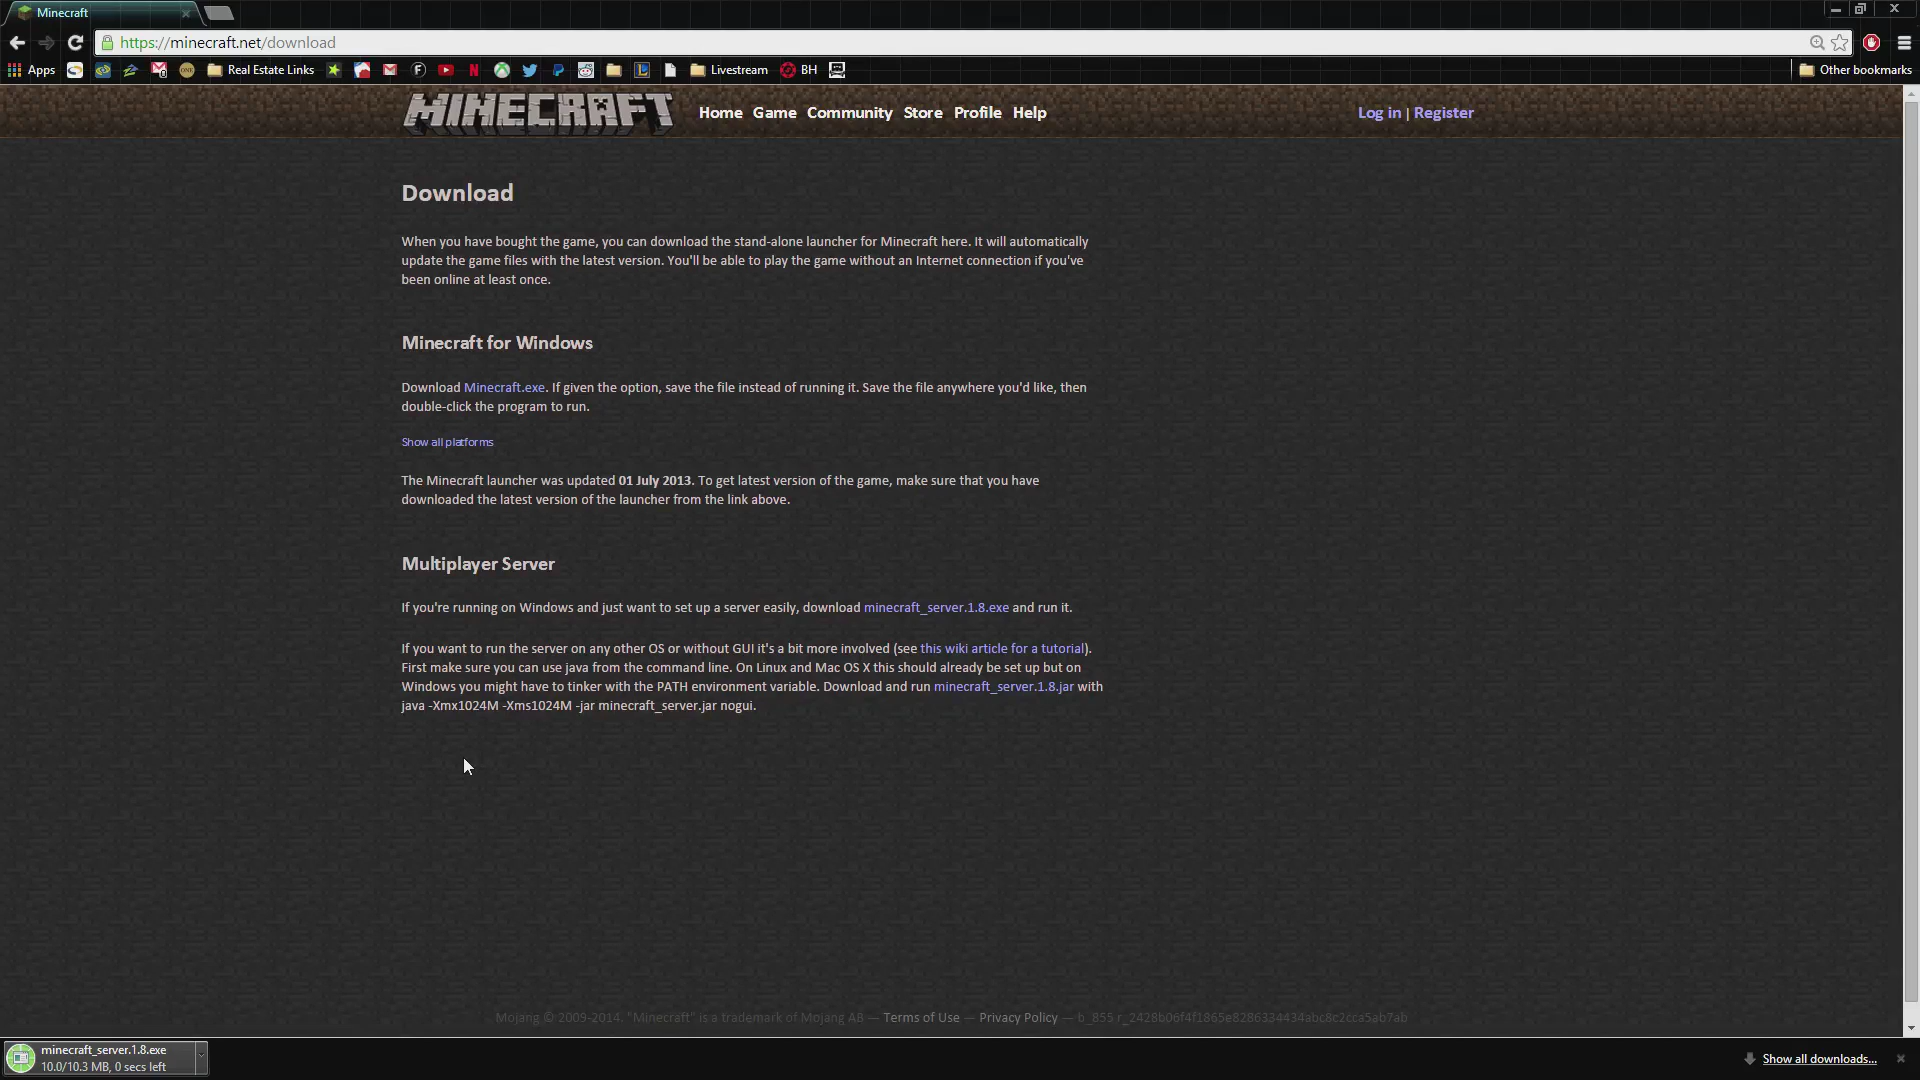 Minecraft
https://minecraft.net/download
Apps
Real Estate Links
Livestream
BH
Other bookmarks
MINECRAFT
Home Game Community Store Profile Help
Log in | Register
Download
When you have bought the game, you can download the stand-alone launcher for Minecraft here. It will automatically
update the game files with the latest version. You'll be able to play the game without an Internet connection if you've
been online at least once.
Minecraft for Windows
Download Minecraft.exe. If given the option, save the file instead of running it. Save the file anywhere you'd like, then
double-click the program to run.
Show all platforms
The Minecraft launcher was updated 01 July 2013. To get latest version of the game, make sure that you have
downloaded the latest version of the launcher from the link above.
Multiplayer Server
If you're running on Windows and just want to set up a server easily, download minecraft_server.1.8.exe and run it.
If you want to run the server on any other OS or without GUI it's a bit more involved (see this wiki article for a tutorial).
First make sure you can use java from the command line. On Linux and Mac OS X this should already be set up but on
Windows you might have to tinker with the PATH environment variable. Download and run minecraft_server.1.8.jar with
java -Xmx1024M -Xms1024M -jar minecraft_server.jar nogui.
Mojang © 2009-2014. "Minecraft" is a trademark of Mojang AB — Terms of Use — Privacy Policy — b_855 r_2428b06f4f1865e8286334434abc8c2cca5ab7ab
minecraft_server.1.8.exe
10.0/10.3 MB, 0 secs left
Show all downloads...